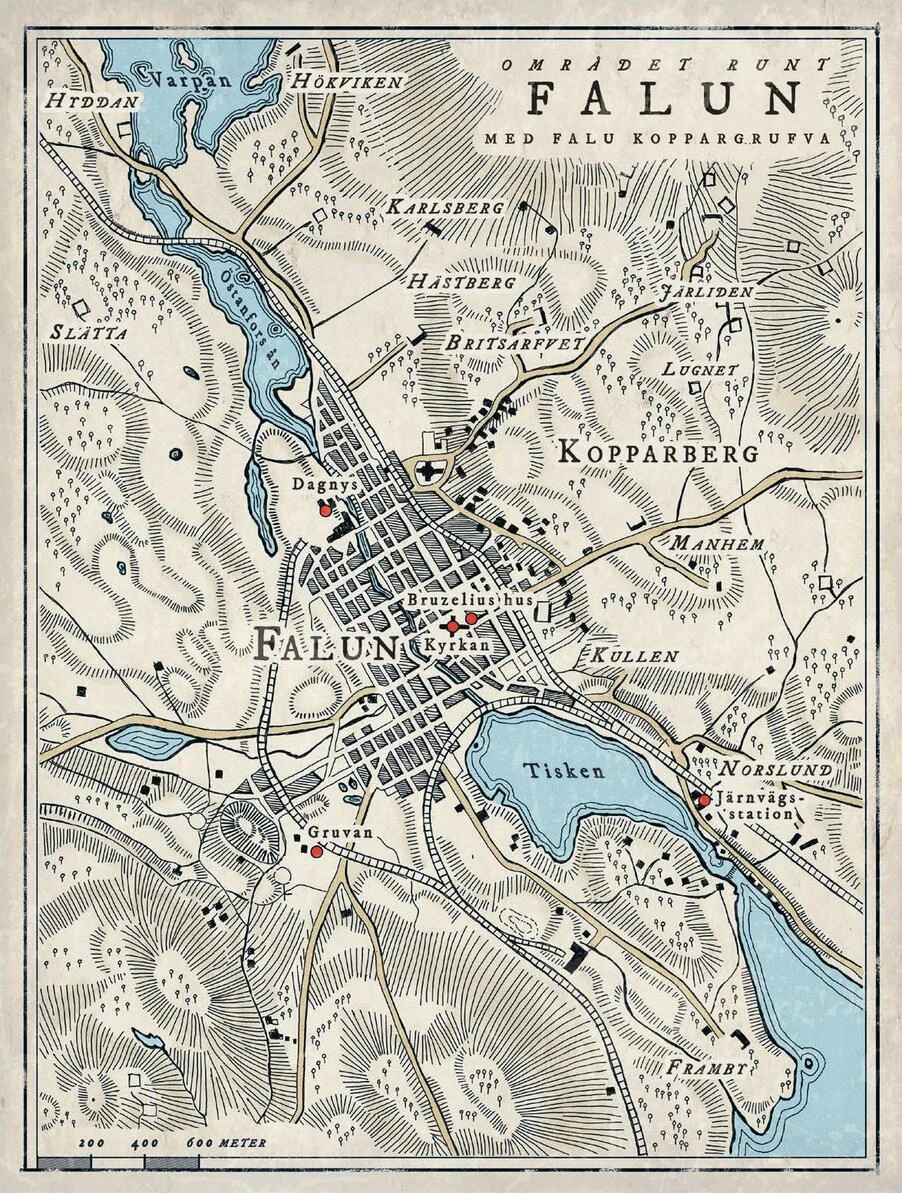 OMRÅDET RUNT
FALUN
MED FALU KOPPARGRUFVA
Varpan
HYDDAN
HÖKVIKEN
KARLSBERG
Östanfors ån
HÄSTBERG
JÄRLIDEN
SLÄTTA
BRITSARFVET
LUGNET
KOPPARBERG
Dagnys
MANHEM
Bruzelius hus
FALUN
Kyrkan
KULLEN
Tisken
NORSLUND
Järnvägs-
station
Gruvan
FRAMBY
200 400 600 METER